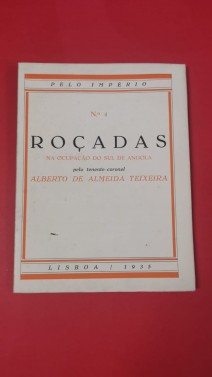 PELO IMPÉRIO
N.º 4
ROÇADAS
NA OCUPAÇÃO DO SUL DE ANGOLA
pelo tenente-coronel
ALBERTO DE ALMEIDA TEIXEIRA
LISBOA / 1935